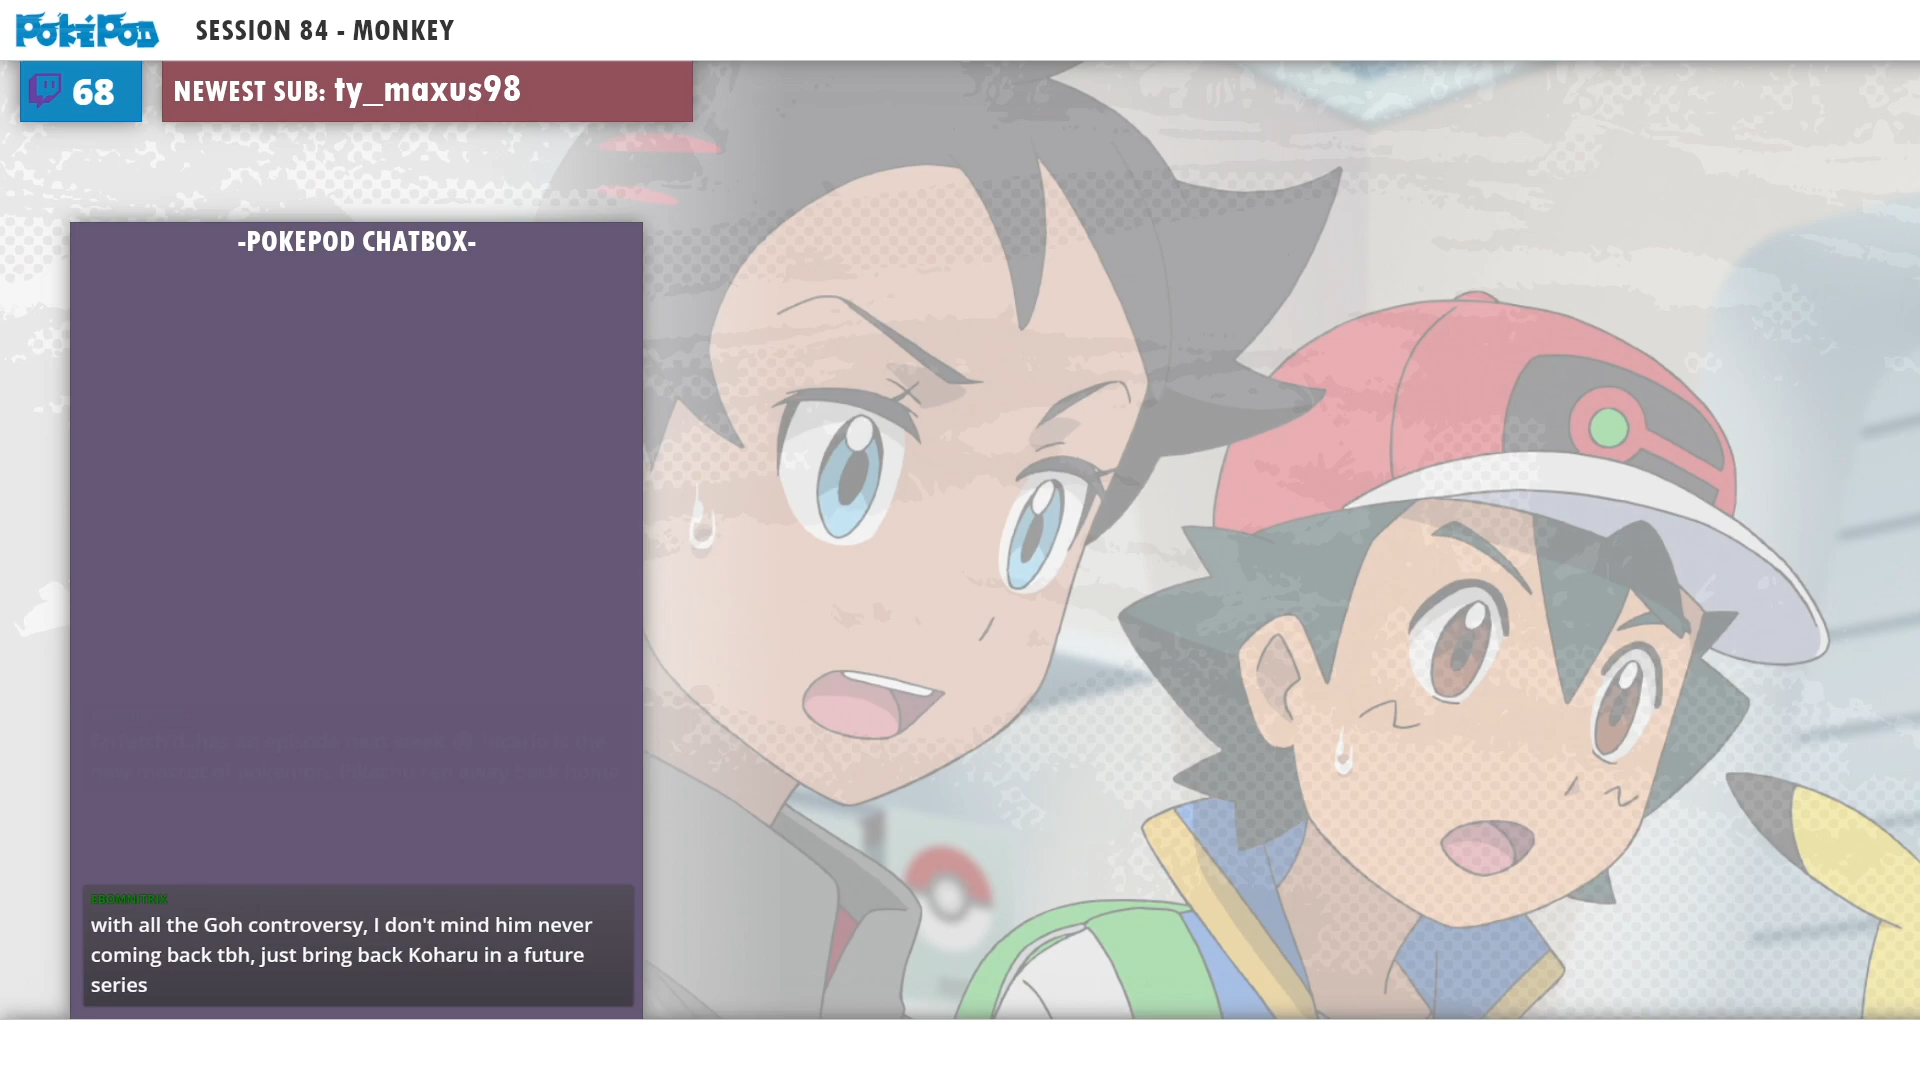 PoKéPoD
SESSION 84 - MONKEY
68
NEWEST SUB: ty_maxus98
-POKEPOD CHATBOX-
EBOMNITRIX
with all the Goh controversy, I don't mind him never
coming back tbh, just bring back Koharu in a future
series